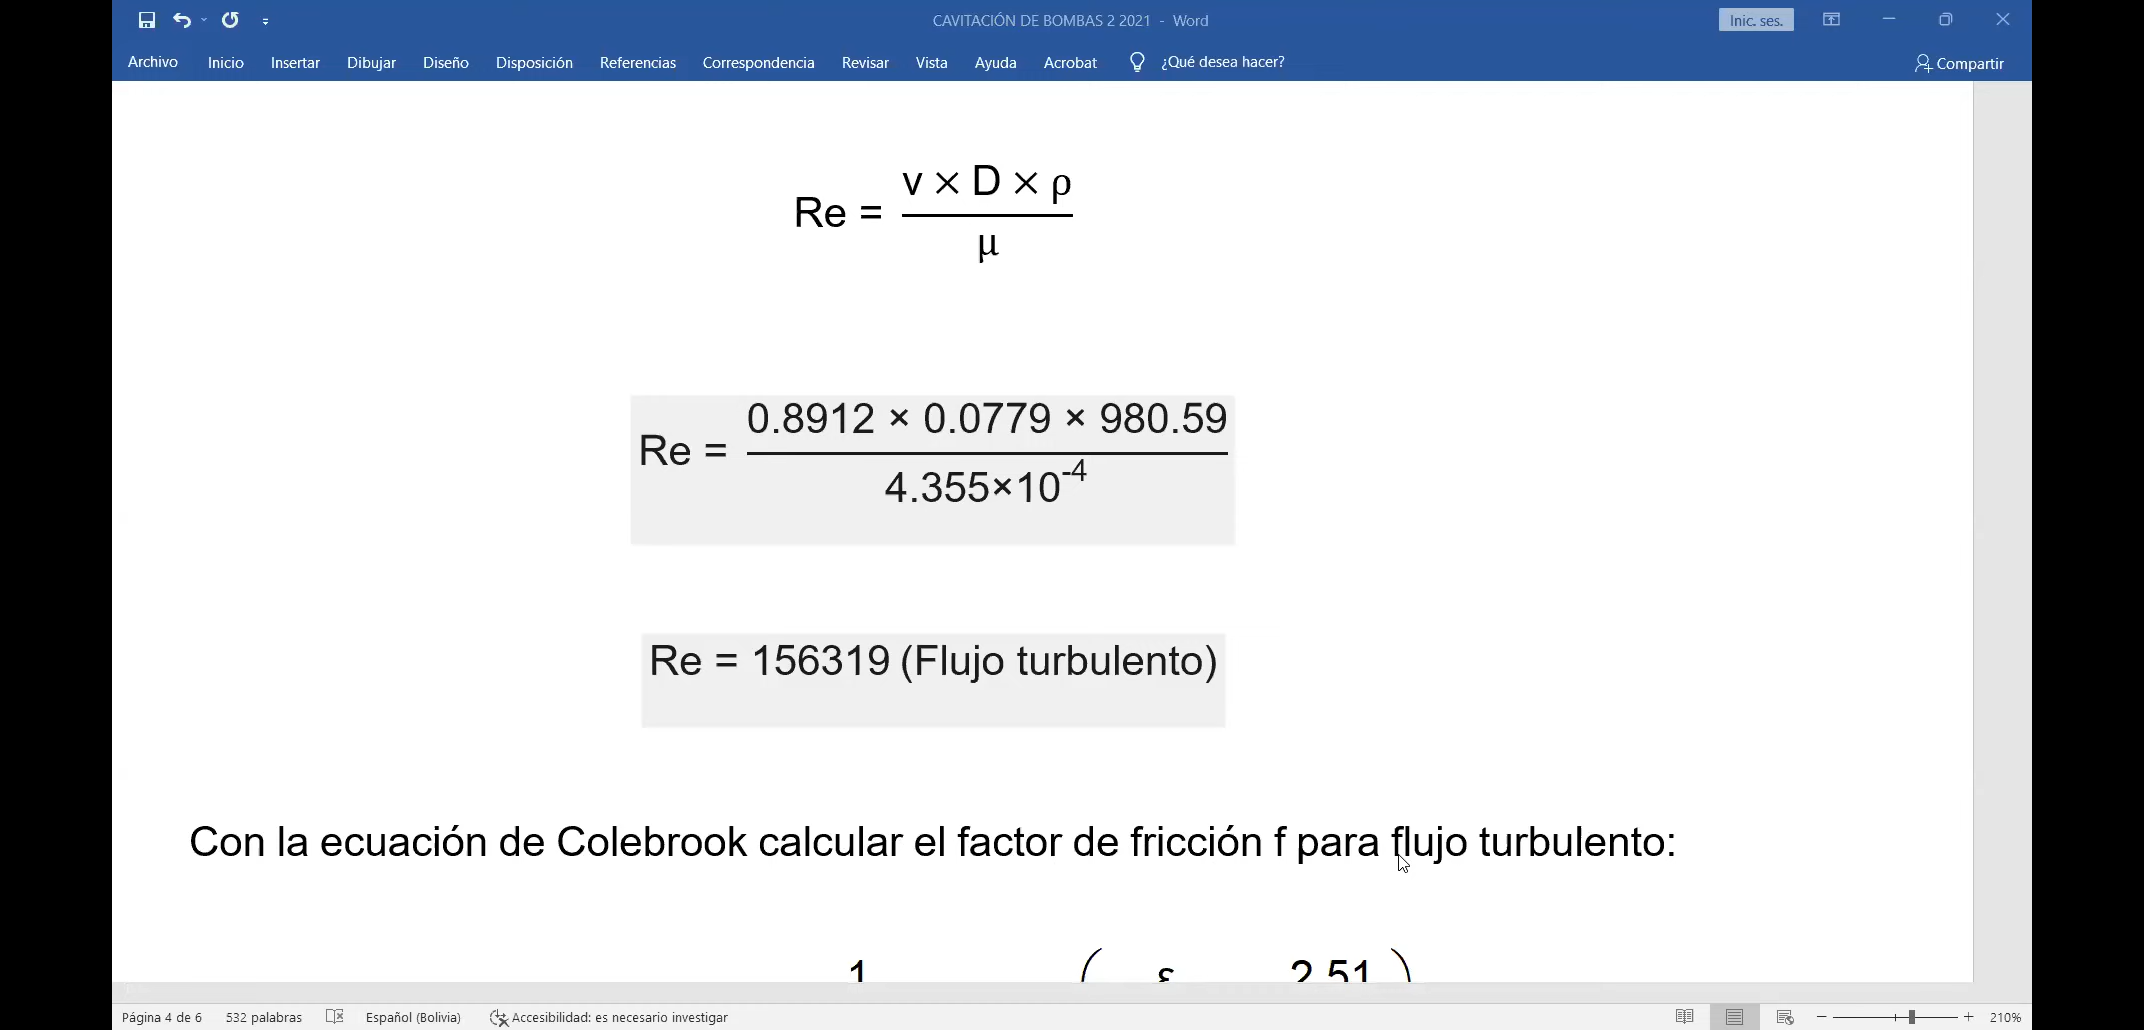 CAVITACIÓN DE BOMBAS 2 2021 - Word
Inic. ses.
Archivo Inicio Insertar Dibujar Diseño Disposición Referencias Correspondencia Revisar Vista Ayuda Acrobat ¿Qué desea hacer? Compartir
Re = v × D × ρ / μ
Re = 0.8912 × 0.0779 × 980.59 / 4.355×10^-4
Re = 156319 (Flujo turbulento)
Con la ecuación de Colebrook calcular el factor de fricción f para flujo turbulento:
1 ( ε 2.51 )
Página 4 de 6 532 palabras Español (Bolivia) Accesibilidad: es necesario investigar 210%